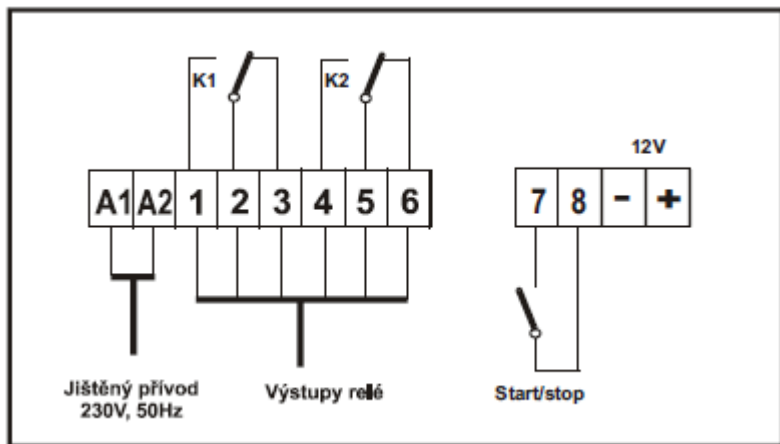 K1 K2
12V
A1 A2 1 2 3 4 5 6 7 8 - +
Jištěný přívod
230V, 50Hz
Výstupy relé
Start/stop